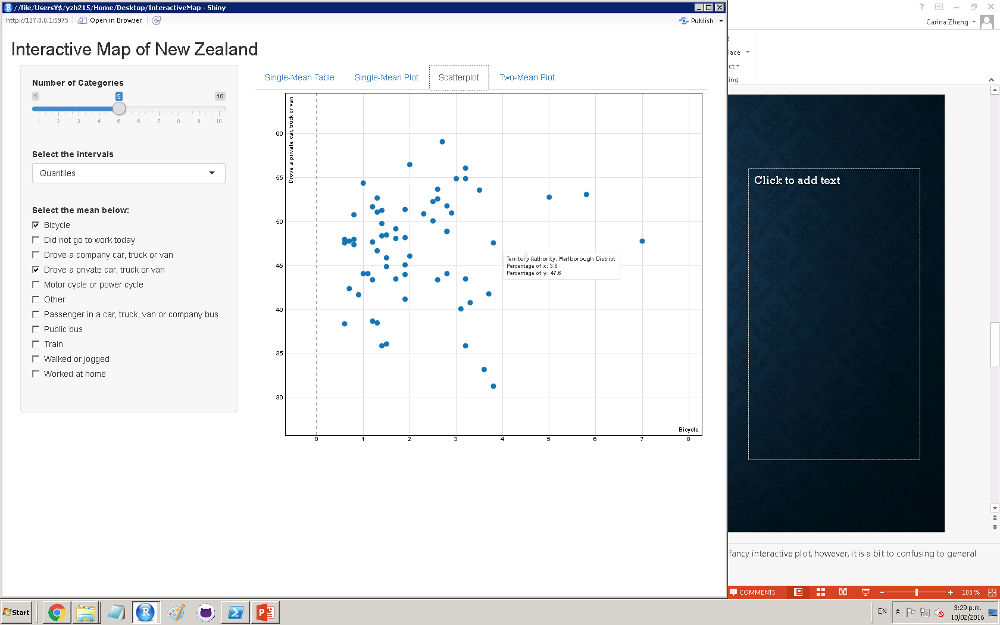 //file/UsersY$/yzh215/Home/Desktop/InteractiveMap - Shiny
http://127.0.0.1:5975
Open in Browser
Publish
Carina Zheng
Interactive Map of New Zealand
Number of Categories
1 5 10
1 2 3 4 5 6 7 8 9 10
Select the intervals
Quantiles
Select the mean below:
Bicycle
Did not go to work today
Drove a company car, truck or van
Drove a private car, truck or van
Motor cycle or power cycle
Other
Passenger in a car, truck, van or company bus
Public bus
Train
Walked or jogged
Worked at home
Single-Mean Table
Single-Mean Plot
Scatterplot
Two-Mean Plot
Drove a private car, truck or van
60
55
50
45
40
35
30
Territory Authority: Marlborough District
Percentage of x: 3.8
Percentage of y: 47.6
Bicycle
0 1 2 3 4 5 6 7 8
lace
ct
ing
Click to add text
fancy interactive plot, however, it is a bit to confusing to general
COMMENTS
103 %
Start
EN
3:29 p.m.
10/02/2016